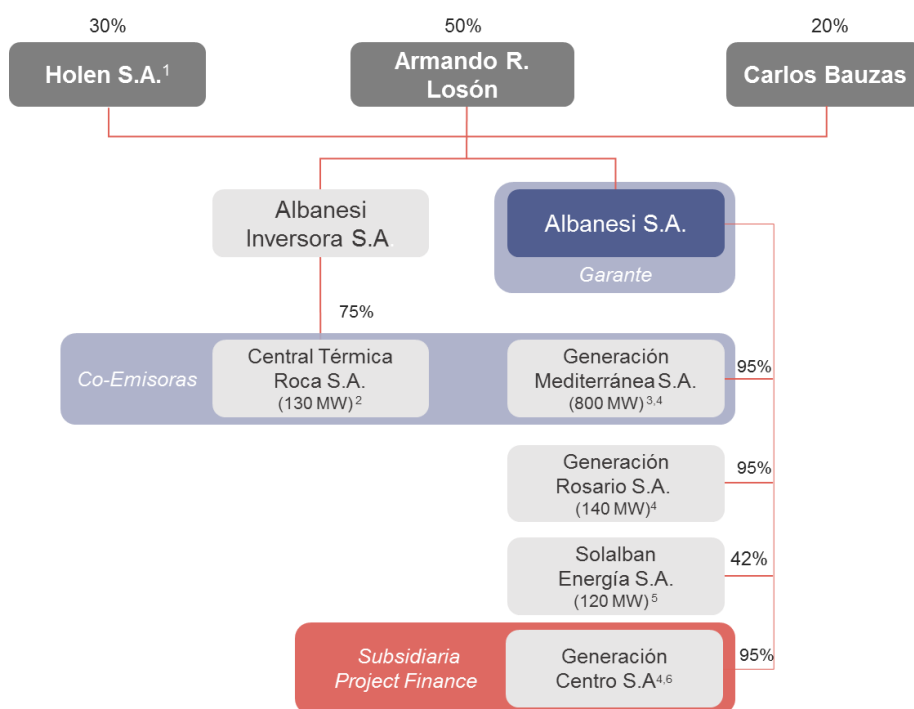 30%
50%
20%
Holen S.A.¹
Armando R.
Losón
Carlos Bauzas
Albanesi
Inversora S.A
Albanesi S.A.
Garante
75%
Co-Emisoras
Central Térmica
Roca S.A.
(130 MW)²
Generación
Mediterránea S.A.
(800 MW)³,⁴
95%
Generación
Rosario S.A.
(140 MW)⁴
95%
Solalban
Energía S.A.
(120 MW)⁵
42%
Subsidiaria
Project Finance
Generación
Centro S.A⁴,⁶
95%